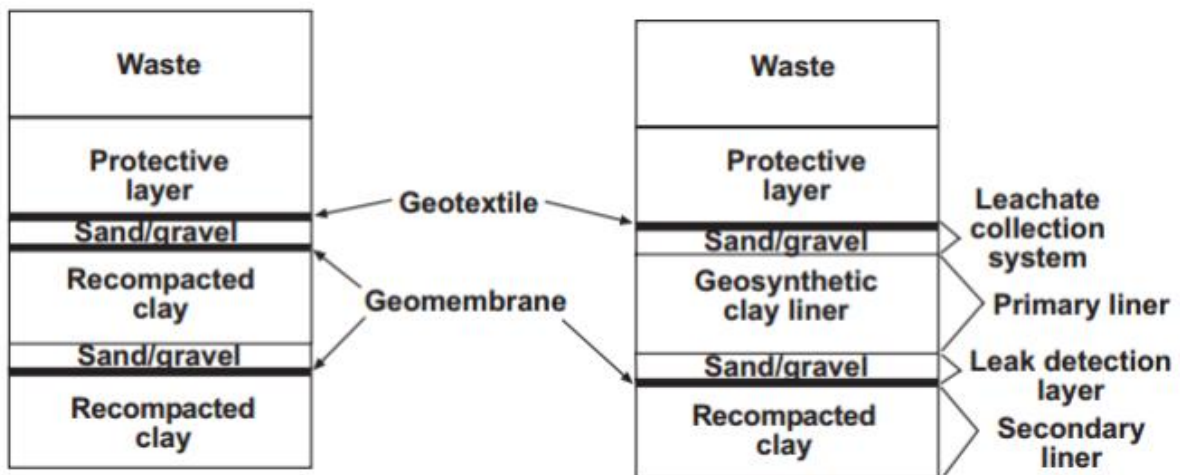 Waste
Protective
layer
Sand/gravel
Recompacted
clay
Sand/gravel
Recompacted
clay
Geotextile
Geomembrane
Waste
Protective
layer
Sand/gravel
Geosynthetic
clay liner
Sand/gravel
Recompacted
clay
Leachate
collection
system
Primary liner
Leak detection
layer
Secondary
liner